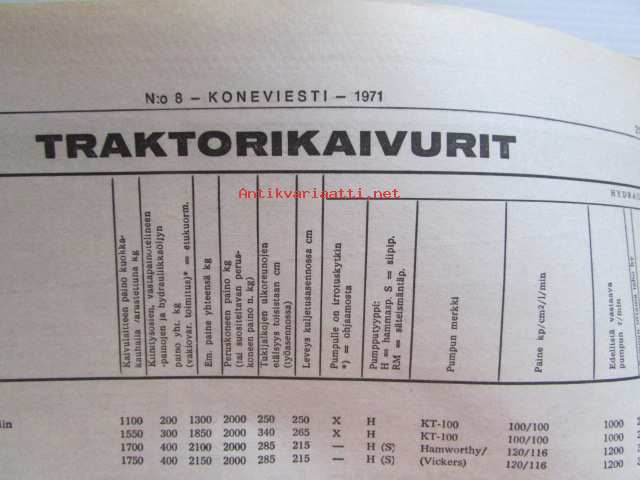 N:o 8 — KONEVIESTI — 1971
TRAKTORIKAIVURIT
Antikvariaatti.net
HYDRAU
Kaivulaitteen paino kuokka-
kauhalla varustettuna kg
Kiinitysosien, vastapainotelineen
-painojen ja hydrauliikkaöljyn
paino yht. kg
(vakiovar. toimitus)* = etukuorm.
Em. paine yhteensä kg
Peruskoneen paino kg
(tai suositeltavan perus-
koneen paino n. kg)
Tukijalkojen ulkoreunojen
etäisyys toisistaan cm
(työasennossa)
Leveys kuljetusasennossa cm
Pumpulle on irrotuskytkin
*) = ohjaamosta
Pumpputyyppi:
H = hammasp. S = siipip.
RM = säteismäntäp.
Pumpun merkki
Paine kp/cm2/l/min
Edellistä vastaava
pumpun r/min
1100 200 1300 2000 250 250 X H KT-100 100/100 1000
1550 300 1850 2000 340 265 X H KT-100 100/100 1000
1700 400 2100 2000 285 215 — H (S) Hamworthy/ 120/116 1200
1750 400 2150 2000 285 215 — H (S) (Vickers) 120/116 1200